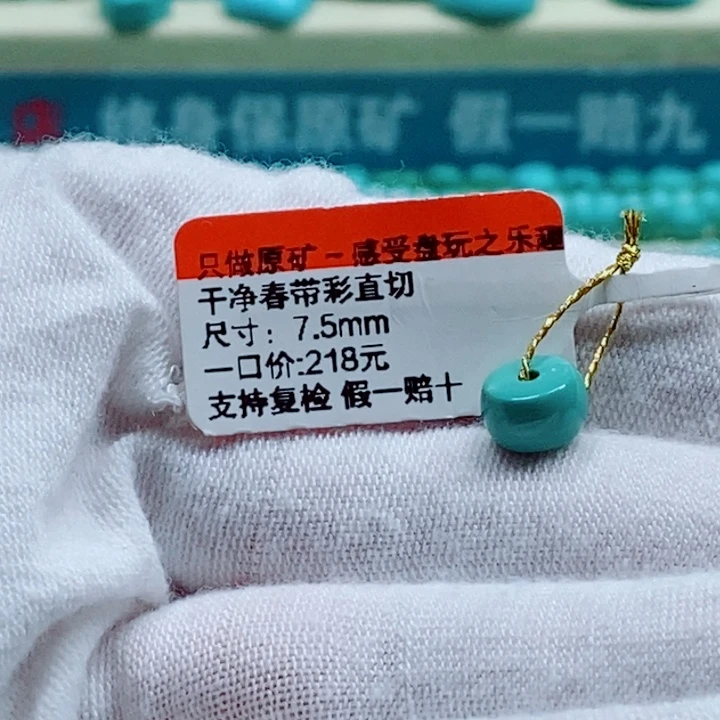 终身保原矿 假一赔九
只做原矿－感受盘玩之乐趣
干净春带彩直切
尺寸：7.5mm
一口价:218元
支持复检 假一赔十